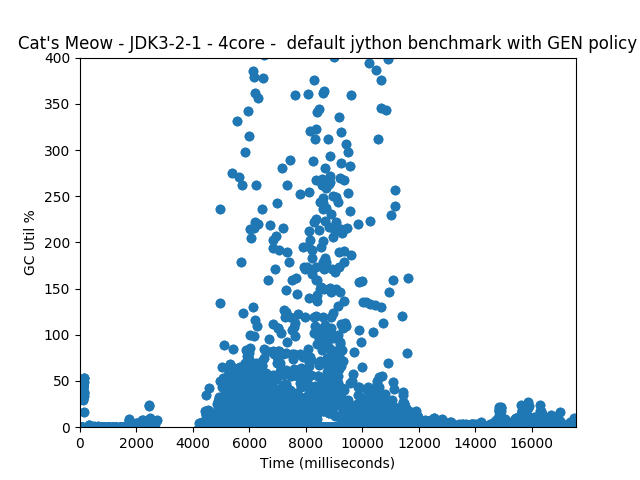 Cat's Meow - JDK3-2-1 - 4core -  default jython benchmark with GEN policy
400
350
300
250
200
150
100
50
0
GC Util %
0 2000 4000 6000 8000 10000 12000 14000 16000
Time (milliseconds)